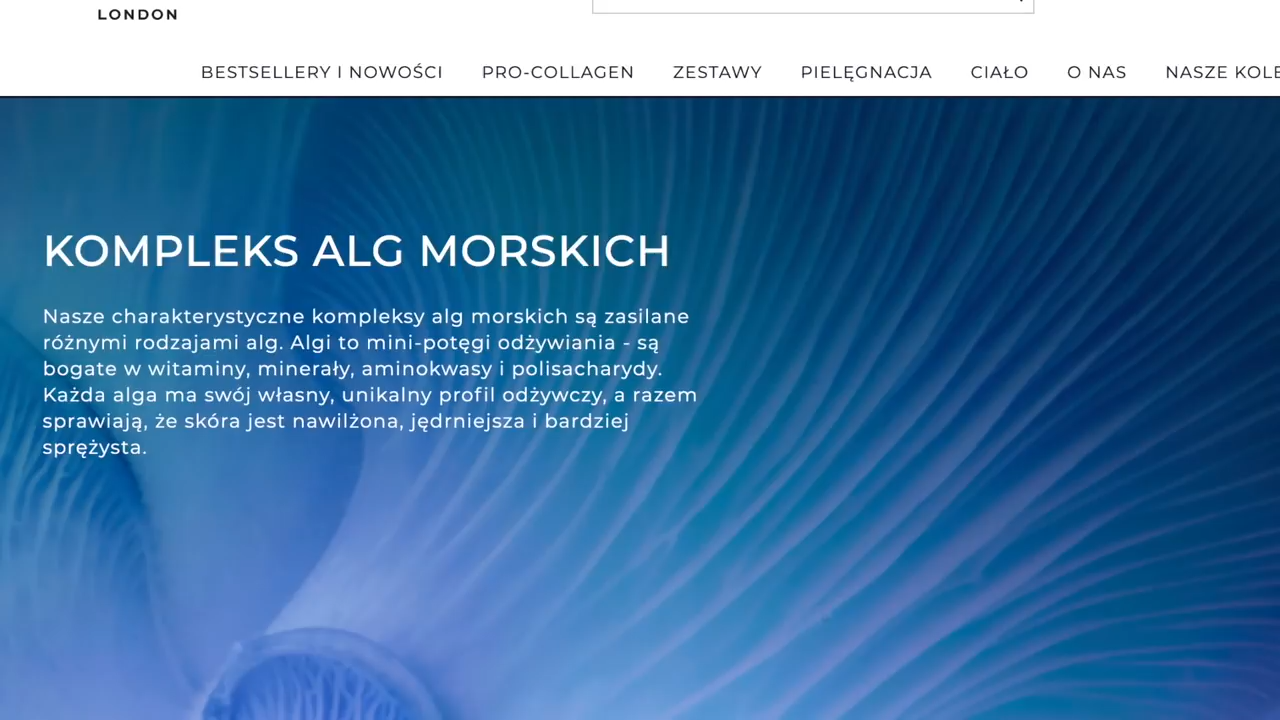 LONDON
BESTSELLERY I NOWOŚCI PRO-COLLAGEN ZESTAWY PIELĘGNACJA CIAŁO O NAS NASZE
KOMPLEKS ALG MORSKICH
Nasze charakterystyczne kompleksy alg morskich są zasilane
różnymi rodzajami alg. Algi to mini-potęgi odżywiania - są
bogate w witaminy, minerały, aminokwasy i polisacharydy.
Każda alga ma swój własny, unikalny profil odżywczy, a razem
sprawiają, że skóra jest nawilżona, jędrniejsza i bardziej
sprężysta.